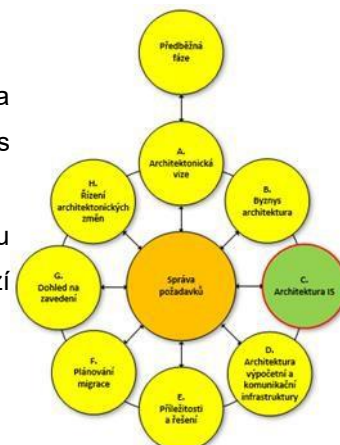 a
s
u
zí
Předběžná
fáze
A.
Architektonická
vize
H.
Řízení
architektonických
změn
B.
Byznys
architektura
G.
Dohled na
zavedení
Správa
požadavků
C.
Architektura IS
F.
Plánování
migrace
D.
Architektura
výpočetní a
komunikační
infrastruktury
E.
Příležitosti
a řešení